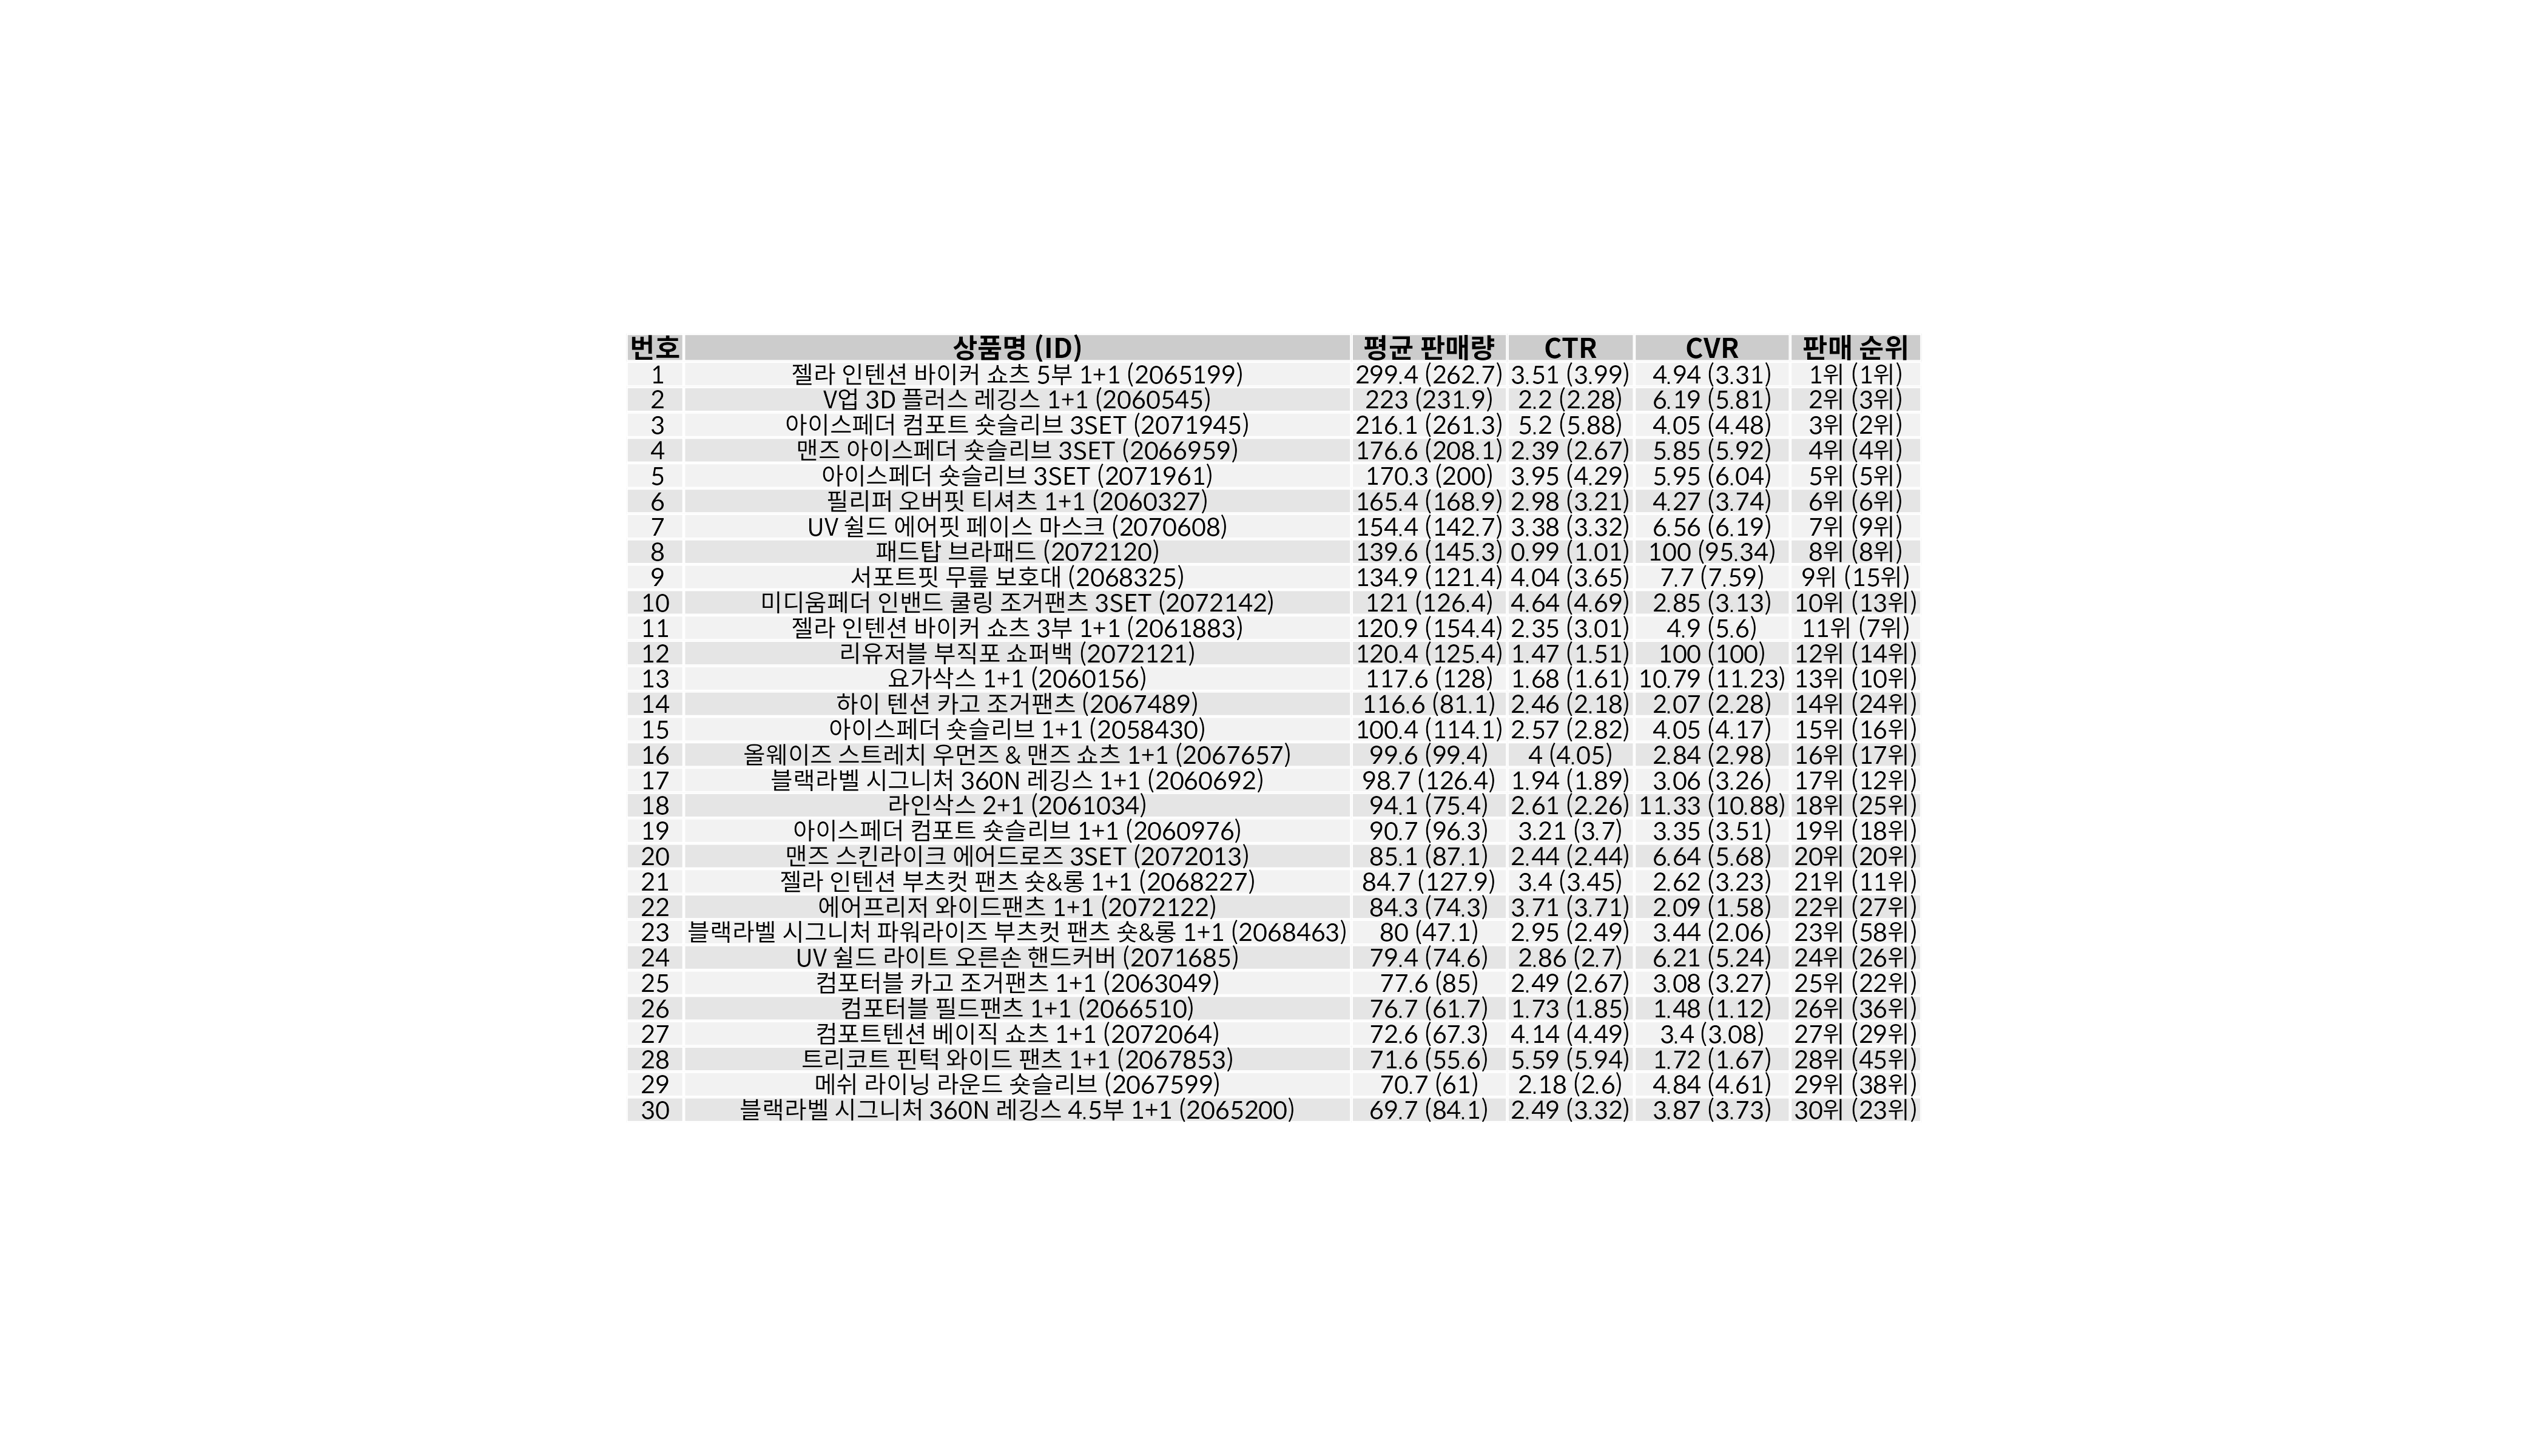 번호 상품명 (ID) 평균 판매량 CTR CVR 판매 순위
1 젤라 인텐션 바이커 쇼츠 5부 1+1 (2065199) 299.4 (262.7) 3.51 (3.99) 4.94 (3.31) 1위 (1위)
2 V업 3D 플러스 레깅스 1+1 (2060545) 223 (231.9) 2.2 (2.28) 6.19 (5.81) 2위 (3위)
3 아이스페더 컴포트 숏슬리브 3SET (2071945) 216.1 (261.3) 5.2 (5.88) 4.05 (4.48) 3위 (2위)
4 맨즈 아이스페더 숏슬리브 3SET (2066959) 176.6 (208.1) 2.39 (2.67) 5.85 (5.92) 4위 (4위)
5 아이스페더 숏슬리브 3SET (2071961) 170.3 (200) 3.95 (4.29) 5.95 (6.04) 5위 (5위)
6 필리퍼 오버핏 티셔츠 1+1 (2060327) 165.4 (168.9) 2.98 (3.21) 4.27 (3.74) 6위 (6위)
7 UV 쉴드 에어핏 페이스 마스크 (2070608) 154.4 (142.7) 3.38 (3.32) 6.56 (6.19) 7위 (9위)
8 패드탑 브라패드 (2072120) 139.6 (145.3) 0.99 (1.01) 100 (95.34) 8위 (8위)
9 서포트핏 무릎 보호대 (2068325) 134.9 (121.4) 4.04 (3.65) 7.7 (7.59) 9위 (15위)
10 미디움페더 인밴드 쿨링 조거팬츠 3SET (2072142) 121 (126.4) 4.64 (4.69) 2.85 (3.13) 10위 (13위)
11 젤라 인텐션 바이커 쇼츠 3부 1+1 (2061883) 120.9 (154.4) 2.35 (3.01) 4.9 (5.6) 11위 (7위)
12 리유저블 부직포 쇼퍼백 (2072121) 120.4 (125.4) 1.47 (1.51) 100 (100) 12위 (14위)
13 요가삭스 1+1 (2060156) 117.6 (128) 1.68 (1.61) 10.79 (11.23) 13위 (10위)
14 하이 텐션 카고 조거팬츠 (2067489) 116.6 (81.1) 2.46 (2.18) 2.07 (2.28) 14위 (24위)
15 아이스페더 숏슬리브 1+1 (2058430) 100.4 (114.1) 2.57 (2.82) 4.05 (4.17) 15위 (16위)
16 올웨이즈 스트레치 우먼즈 & 맨즈 쇼츠 1+1 (2067657) 99.6 (99.4) 4 (4.05) 2.84 (2.98) 16위 (17위)
17 블랙라벨 시그니처 360N 레깅스 1+1 (2060692) 98.7 (126.4) 1.94 (1.89) 3.06 (3.26) 17위 (12위)
18 라인삭스 2+1 (2061034) 94.1 (75.4) 2.61 (2.26) 11.33 (10.88) 18위 (25위)
19 아이스페더 컴포트 숏슬리브 1+1 (2060976) 90.7 (96.3) 3.21 (3.7) 3.35 (3.51) 19위 (18위)
20 맨즈 스킨라이크 에어드로즈 3SET (2072013) 85.1 (87.1) 2.44 (2.44) 6.64 (5.68) 20위 (20위)
21 젤라 인텐션 부츠컷 팬츠 숏&롱 1+1 (2068227) 84.7 (127.9) 3.4 (3.45) 2.62 (3.23) 21위 (11위)
22 에어프리저 와이드팬츠 1+1 (2072122) 84.3 (74.3) 3.71 (3.71) 2.09 (1.58) 22위 (27위)
23 블랙라벨 시그니처 파워라이즈 부츠컷 팬츠 숏&롱 1+1 (2068463) 80 (47.1) 2.95 (2.49) 3.44 (2.06) 23위 (58위)
24 UV 쉴드 라이트 오른손 핸드커버 (2071685) 79.4 (74.6) 2.86 (2.7) 6.21 (5.24) 24위 (26위)
25 컴포터블 카고 조거팬츠 1+1 (2063049) 77.6 (85) 2.49 (2.67) 3.08 (3.27) 25위 (22위)
26 컴포터블 필드팬츠 1+1 (2066510) 76.7 (61.7) 1.73 (1.85) 1.48 (1.12) 26위 (36위)
27 컴포트텐션 베이직 쇼츠 1+1 (2072064) 72.6 (67.3) 4.14 (4.49) 3.4 (3.08) 27위 (29위)
28 트리코트 핀턱 와이드 팬츠 1+1 (2067853) 71.6 (55.6) 5.59 (5.94) 1.72 (1.67) 28위 (45위)
29 메쉬 라이닝 라운드 숏슬리브 (2067599) 70.7 (61) 2.18 (2.6) 4.84 (4.61) 29위 (38위)
30 블랙라벨 시그니처 360N 레깅스 4.5부 1+1 (2065200) 69.7 (84.1) 2.49 (3.32) 3.87 (3.73) 30위 (23위)